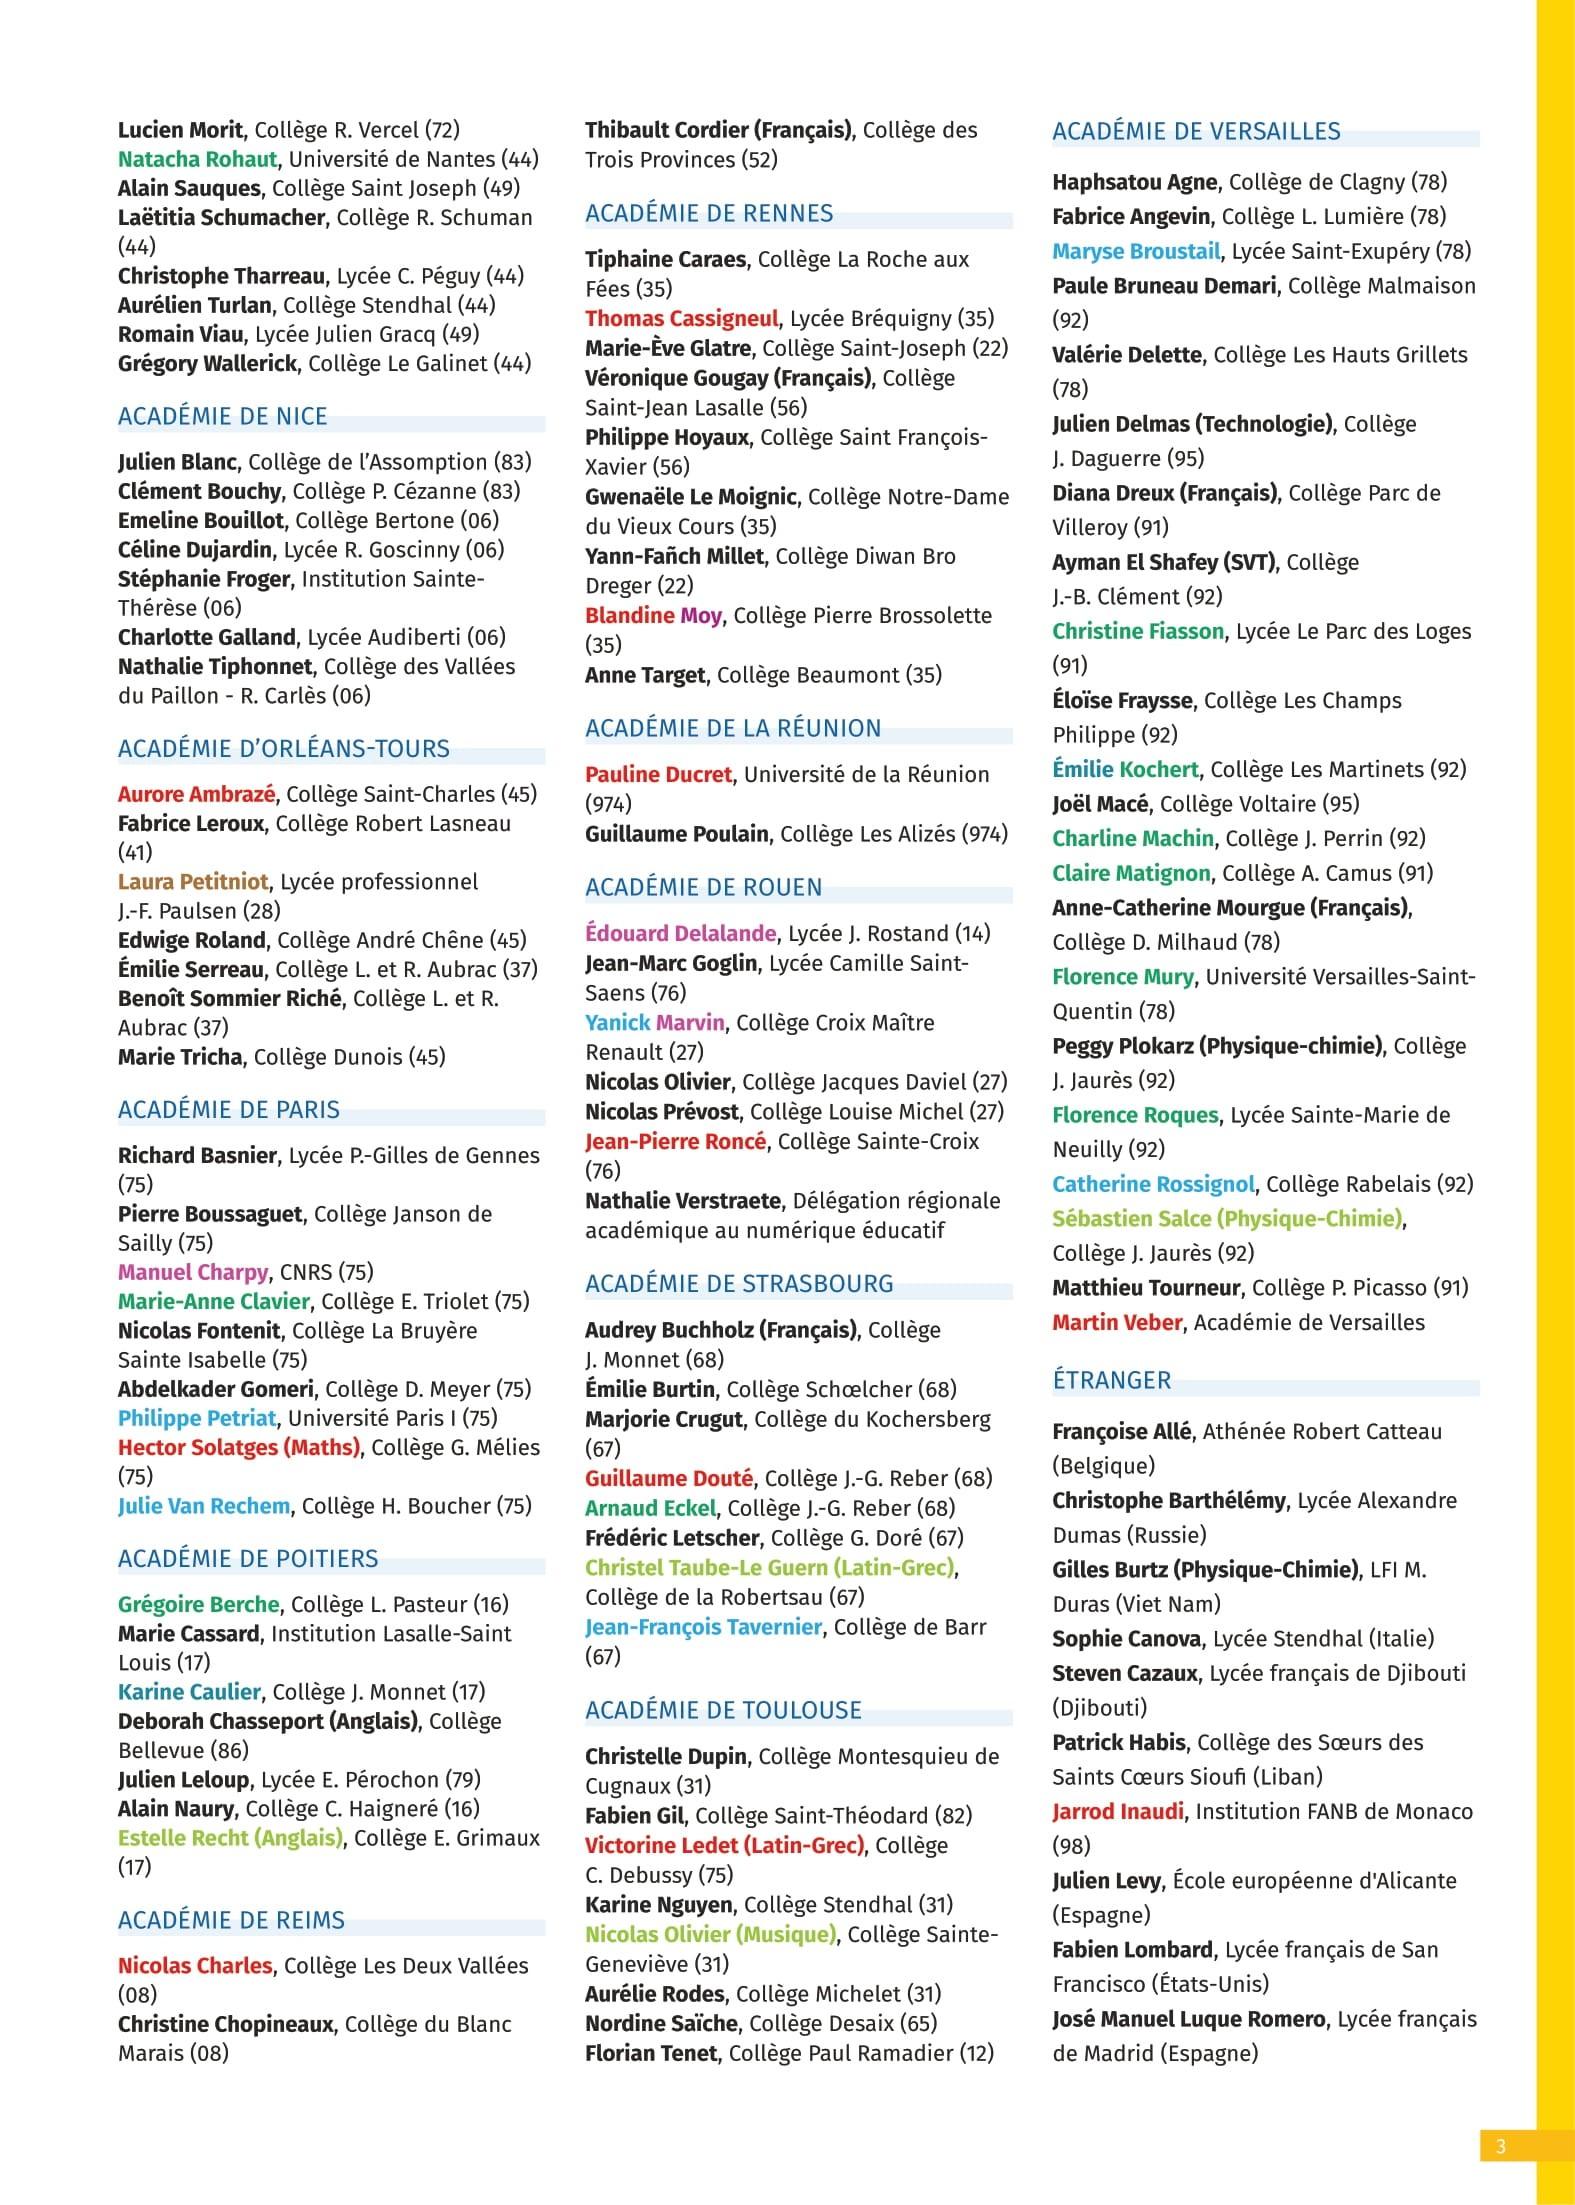 Lucien Morit, Collège R. Vercel (72)
Natacha Rohaut, Université de Nantes (44)
Alain Sauques, Collège Saint Joseph (49)
Laëtitia Schumacher, Collège R. Schuman
(44)
Christophe Tharreau, Lycée C. Péguy (44)
Aurélien Turlan, Collège Stendhal (44)
Romain Viau, Lycée Julien Gracq (49)
Grégory Wallerick, Collège Le Galinet (44)
ACADÉMIE DE NICE
Julien Blanc, Collège de l’Assomption (83)
Clément Bouchy, Collège P. Cézanne (83)
Emeline Bouillot, Collège Bertone (06)
Céline Dujardin, Lycée R. Goscinny (06)
Stéphanie Froger, Institution Sainte-
Thérèse (06)
Charlotte Galland, Lycée Audiberti (06)
Nathalie Tiphonnet, Collège des Vallées
du Paillon - R. Carlès (06)
ACADÉMIE D’ORLÉANS-TOURS
Aurore Ambrazé, Collège Saint-Charles (45)
Fabrice Leroux, Collège Robert Lasneau
(41)
Laura Petitniot, Lycée professionnel
J.-F. Paulsen (28)
Edwige Roland, Collège André Chêne (45)
Émilie Serreau, Collège L. et R. Aubrac (37)
Benoît Sommier Riché, Collège L. et R.
Aubrac (37)
Marie Tricha, Collège Dunois (45)
ACADÉMIE DE PARIS
Richard Basnier, Lycée P.-Gilles de Gennes
(75)
Pierre Boussaguet, Collège Janson de
Sailly (75)
Manuel Charpy, CNRS (75)
Marie-Anne Clavier, Collège E. Triolet (75)
Nicolas Fontenit, Collège La Bruyère
Sainte Isabelle (75)
Abdelkader Gomeri, Collège D. Meyer (75)
Philippe Petriat, Université Paris I (75)
Hector Solatges (Maths), Collège G. Mélies
(75)
Julie Van Rechem, Collège H. Boucher (75)
ACADÉMIE DE POITIERS
Grégoire Berche, Collège L. Pasteur (16)
Marie Cassard, Institution Lasalle-Saint
Louis (17)
Karine Caulier, Collège J. Monnet (17)
Deborah Chasseport (Anglais), Collège
Bellevue (86)
Julien Leloup, Lycée E. Pérochon (79)
Alain Naury, Collège C. Haigneré (16)
Estelle Recht (Anglais), Collège E. Grimaux
(17)
ACADÉMIE DE REIMS
Nicolas Charles, Collège Les Deux Vallées
(08)
Christine Chopineaux, Collège du Blanc
Marais (08)
Thibault Cordier (Français), Collège des
Trois Provinces (52)
ACADÉMIE DE RENNES
Tiphaine Caraes, Collège La Roche aux
Fées (35)
Thomas Cassigneul, Lycée Bréquigny (35)
Marie-Ève Glatre, Collège Saint-Joseph (22)
Véronique Gougay (Français), Collège
Saint-Jean Lasalle (56)
Philippe Hoyaux, Collège Saint François-
Xavier (56)
Gwenaële Le Moignic, Collège Notre-Dame
du Vieux Cours (35)
Yann-Fañch Millet, Collège Diwan Bro
Dreger (22)
Blandine Moy, Collège Pierre Brossolette
(35)
Anne Target, Collège Beaumont (35)
ACADÉMIE DE LA RÉUNION
Pauline Ducret, Université de la Réunion
(974)
Guillaume Poulain, Collège Les Alizés (974)
ACADÉMIE DE ROUEN
Édouard Delalande, Lycée J. Rostand (14)
Jean-Marc Goglin, Lycée Camille Saint-
Saens (76)
Yanick Marvin, Collège Croix Maître
Renault (27)
Nicolas Olivier, Collège Jacques Daviel (27)
Nicolas Prévost, Collège Louise Michel (27)
Jean-Pierre Roncé, Collège Sainte-Croix
(76)
Nathalie Verstraete, Délégation régionale
académique au numérique éducatif
ACADÉMIE DE STRASBOURG
Audrey Buchholz (Français), Collège
J. Monnet (68)
Émilie Burtin, Collège Schœlcher (68)
Marjorie Crugut, Collège du Kochersberg
(67)
Guillaume Douté, Collège J.-G. Reber (68)
Arnaud Eckel, Collège J.-G. Reber (68)
Frédéric Letscher, Collège G. Doré (67)
Christel Taube-Le Guern (Latin-Grec),
Collège de la Robertsau (67)
Jean-François Tavernier, Collège de Barr
(67)
ACADÉMIE DE TOULOUSE
Christelle Dupin, Collège Montesquieu de
Cugnaux (31)
Fabien Gil, Collège Saint-Théodard (82)
Victorine Ledet (Latin-Grec), Collège
C. Debussy (75)
Karine Nguyen, Collège Stendhal (31)
Nicolas Olivier (Musique), Collège Sainte-
Geneviève (31)
Aurélie Rodes, Collège Michelet (31)
Nordine Saïche, Collège Desaix (65)
Florian Tenet, Collège Paul Ramadier (12)
ACADÉMIE DE VERSAILLES
Haphsatou Agne, Collège de Clagny (78)
Fabrice Angevin, Collège L. Lumière (78)
Maryse Broustail, Lycée Saint-Exupéry (78)
Paule Bruneau Demari, Collège Malmaison
(92)
Valérie Delette, Collège Les Hauts Grillets
(78)
Julien Delmas (Technologie), Collège
J. Daguerre (95)
Diana Dreux (Français), Collège Parc de
Villeroy (91)
Ayman El Shafey (SVT), Collège
J.-B. Clément (92)
Christine Fiasson, Lycée Le Parc des Loges
(91)
Éloïse Fraysse, Collège Les Champs
Philippe (92)
Émilie Kochert, Collège Les Martinets (92)
Joël Macé, Collège Voltaire (95)
Charline Machin, Collège J. Perrin (92)
Claire Matignon, Collège A. Camus (91)
Anne-Catherine Mourgue (Français),
Collège D. Milhaud (78)
Florence Mury, Université Versailles-Saint-
Quentin (78)
Peggy Plokarz (Physique-chimie), Collège
J. Jaurès (92)
Florence Roques, Lycée Sainte-Marie de
Neuilly (92)
Catherine Rossignol, Collège Rabelais (92)
Sébastien Salce (Physique-Chimie),
Collège J. Jaurès (92)
Matthieu Tourneur, Collège P. Picasso (91)
Martin Veber, Académie de Versailles
ÉTRANGER
Françoise Allé, Athénée Robert Catteau
(Belgique)
Christophe Barthélémy, Lycée Alexandre
Dumas (Russie)
Gilles Burtz (Physique-Chimie), LFI M.
Duras (Viet Nam)
Sophie Canova, Lycée Stendhal (Italie)
Steven Cazaux, Lycée français de Djibouti
(Djibouti)
Patrick Habis, Collège des Sœurs des
Saints Cœurs Sioufi (Liban)
Jarrod Inaudi, Institution FANB de Monaco
(98)
Julien Levy, École européenne d'Alicante
(Espagne)
Fabien Lombard, Lycée français de San
Francisco (États-Unis)
José Manuel Luque Romero, Lycée français
de Madrid (Espagne)
3